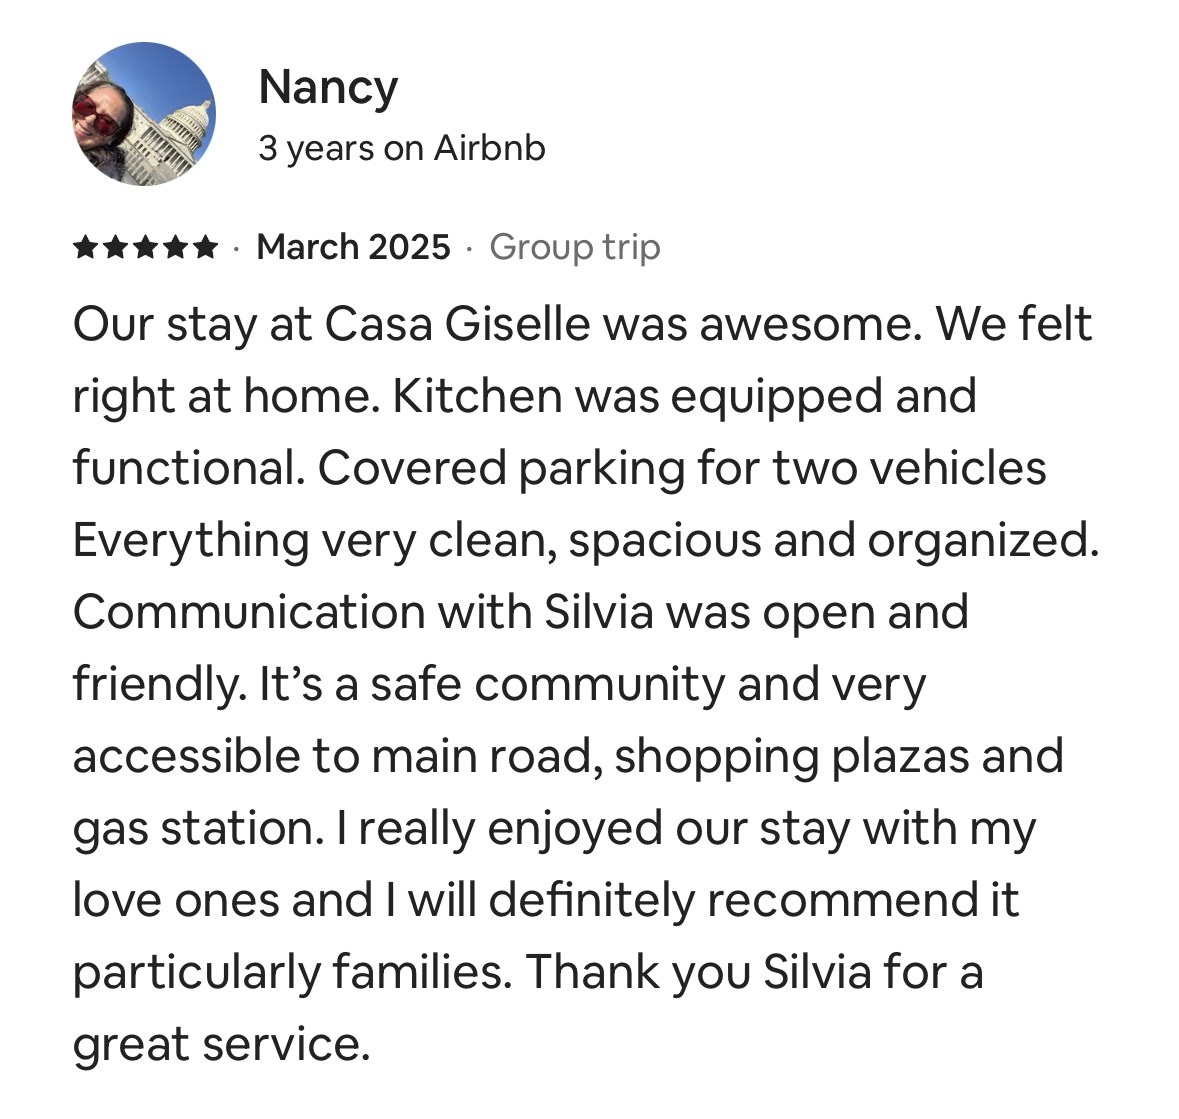 Nancy
3 years on Airbnb
★★★★★ · March 2025 · Group trip
Our stay at Casa Giselle was awesome. We felt
right at home. Kitchen was equipped and
functional. Covered parking for two vehicles
Everything very clean, spacious and organized.
Communication with Silvia was open and
friendly. It’s a safe community and very
accessible to main road, shopping plazas and
gas station. I really enjoyed our stay with my
love ones and I will definitely recommend it
particularly families. Thank you Silvia for a
great service.